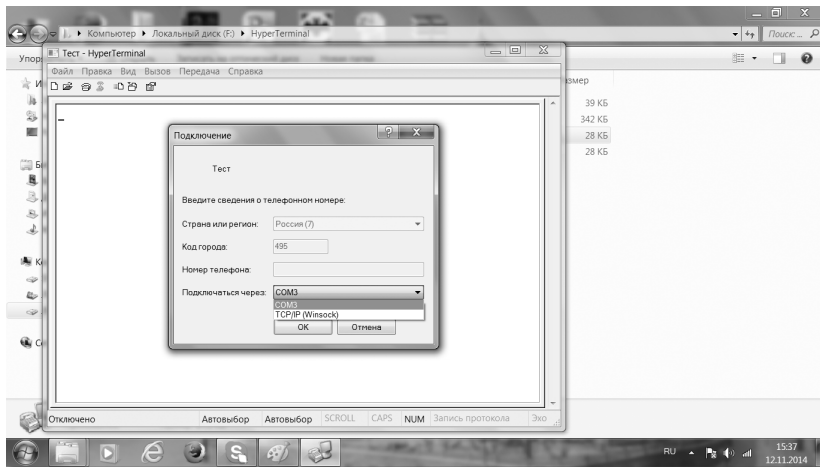 Компьютер ▸ Локальный диск (F:) ▸ HyperTerminal
Поиск: ...
Упор
Тест - HyperTerminal
Файл Правка Вид Вызов Передача Справка
змер
39 КБ
342 КБ
28 КБ
28 КБ
Подключение
Тест
Введите сведения о телефонном номере:
Страна или регион: Россия (7)
Код города: 495
Номер телефона:
Подключаться через: COM3
COM3
TCP/IP (Winsock)
OK Отмена
Отключено Автовыбор Автовыбор SCROLL CAPS NUM Запись протокола Эхо
RU 15:37
12.11.2014